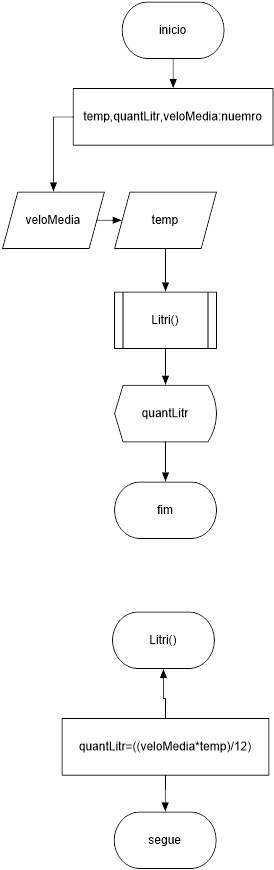 inicio
temp,quantLitr,veloMedia:nuemro
veloMedia
temp
Litri()
quantLitr
fim
Litri()
quantLitr=((veloMedia*temp)/12)
segue